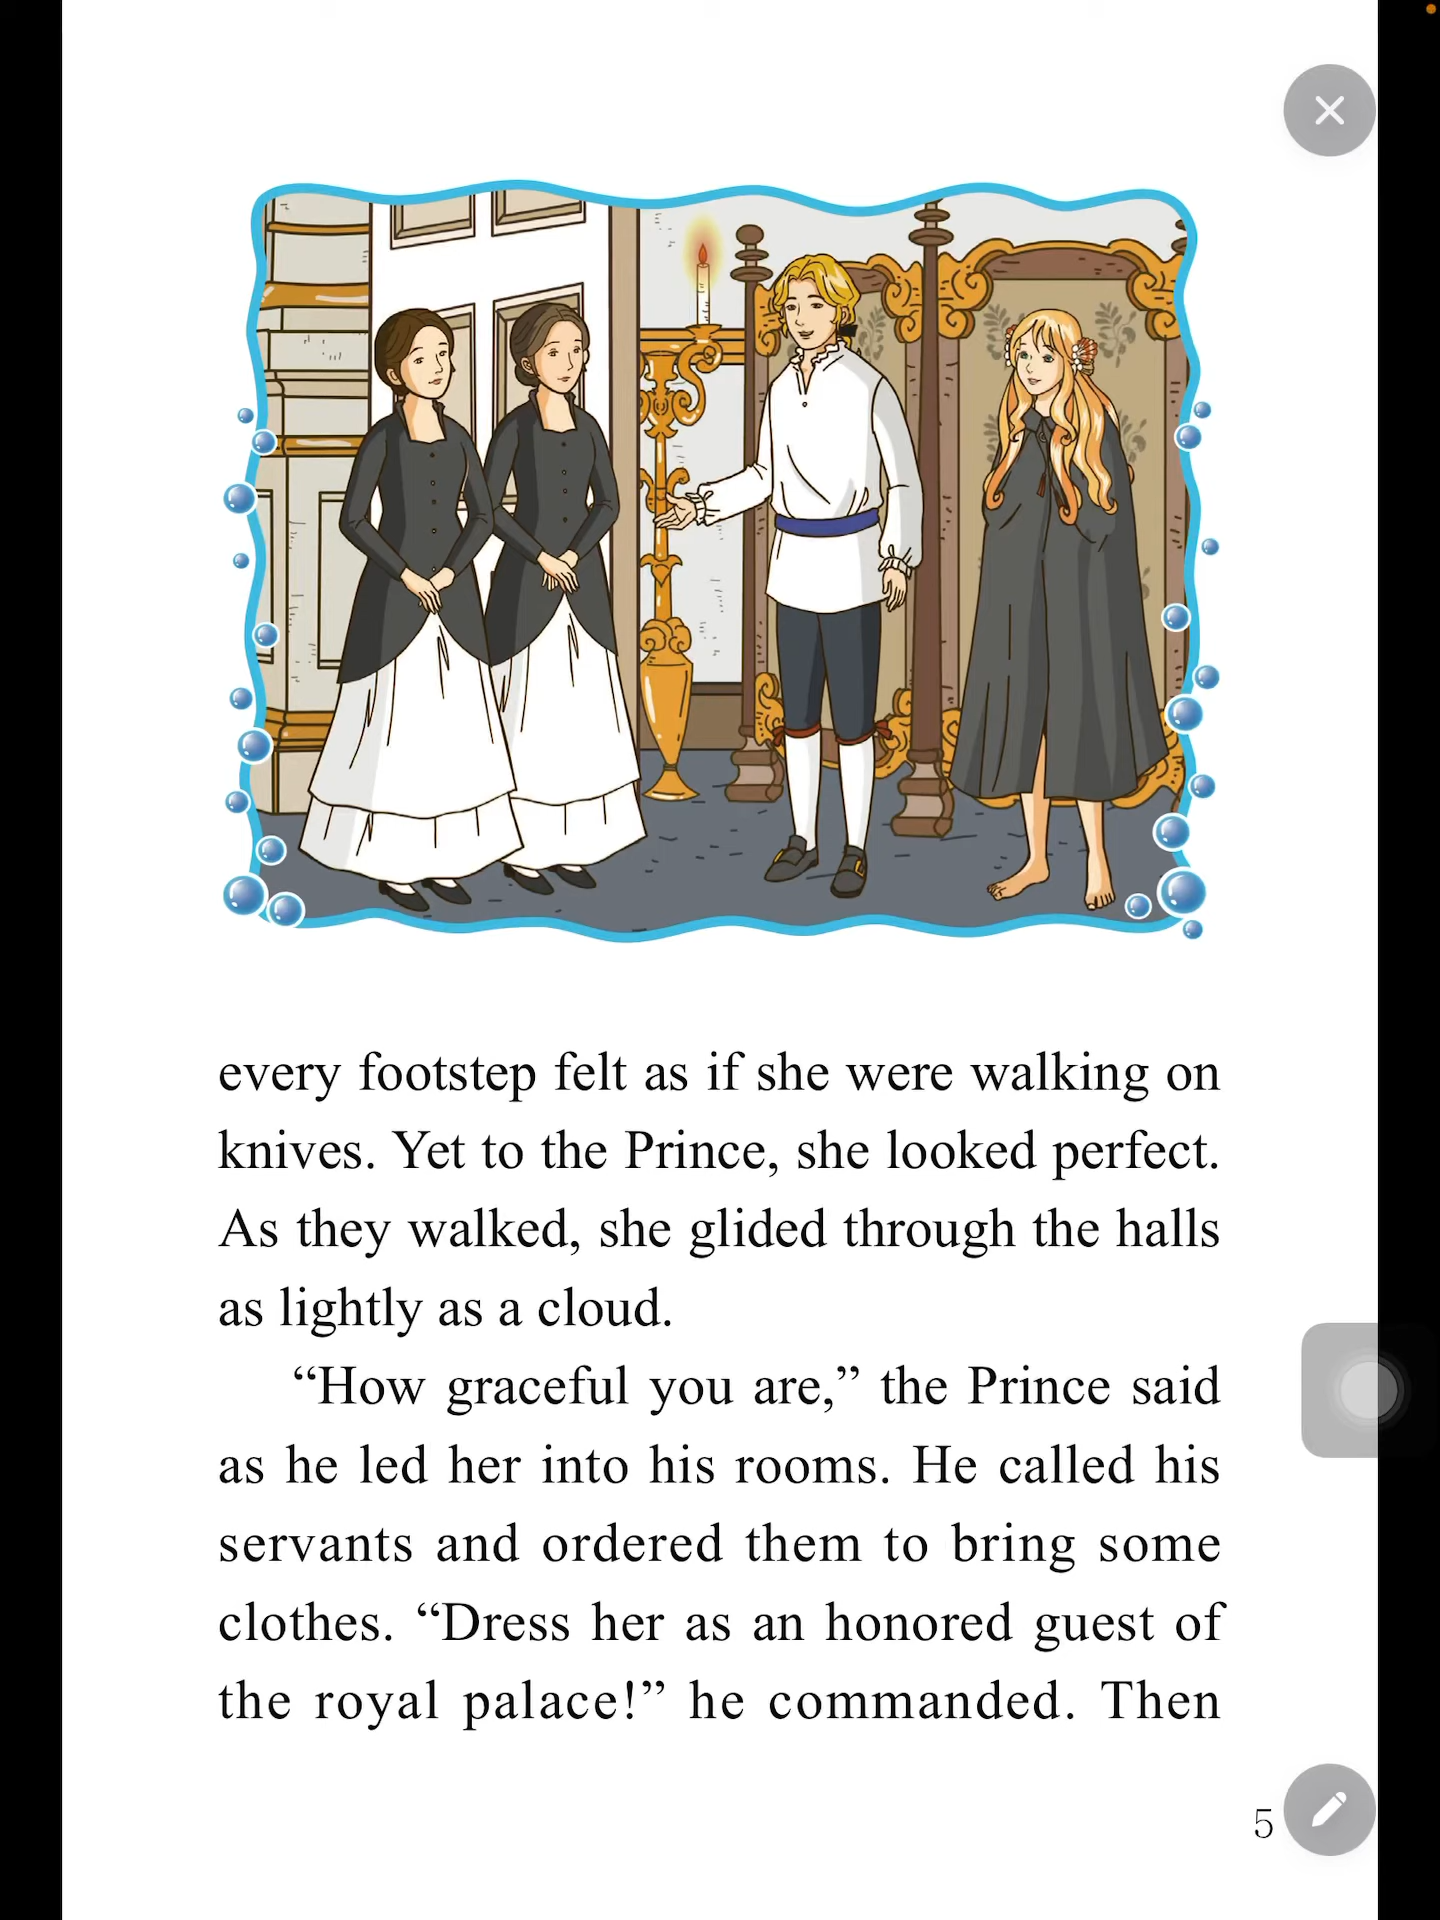 every footstep felt as if she were walking on
knives. Yet to the Prince, she looked perfect.
As they walked, she glided through the halls
as lightly as a cloud.
“How graceful you are,” the Prince said
as he led her into his rooms. He called his
servants and ordered them to bring some
clothes. “Dress her as an honored guest of
the royal palace!” he commanded. Then
5